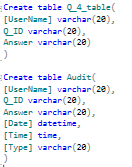 Create table Q_4_table(
[UserName] varchar(20),
Q_ID varchar(20),
Answer varchar(20)
)
Create table Audit(
[UserName] varchar(20),
Q_ID varchar(20),
Answer varchar(20),
[Date] datetime,
[Time] time,
[Type] varchar(20)
)